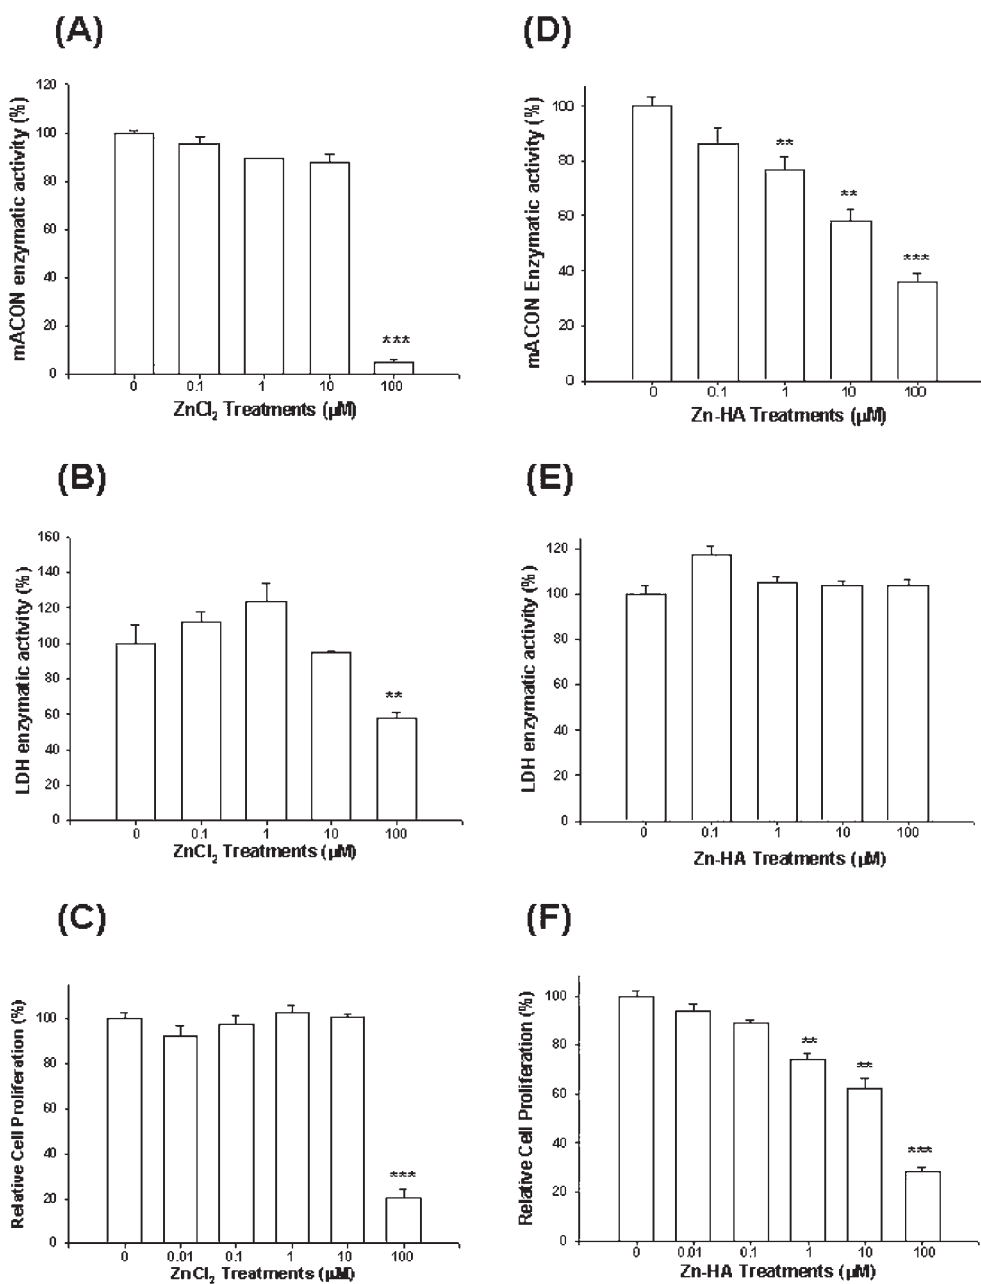 (A)
mACON enzymatic activity (%)
120
100
80
60
40
20
0
***
0 0.1 1 10 100
ZnCl2 Treatments (µM)
(D)
mACON Enzymatic activity (%)
100
80
60
40
20
0
**
**
***
0 0.1 1 10 100
Zn-HA Treatments (µM)
(B)
LDH enzymatic activity (%)
160
140
120
100
80
60
40
20
0
**
0 0.1 1 10 100
ZnCl2 Treatments (µM)
(E)
LDH enzymatic activity (%)
120
100
80
60
40
20
0
0 0.1 1 10 100
Zn-HA Treatments (µM)
(C)
Relative Cell Proliferation (%)
100
80
60
40
20
0
***
0 0.01 0.1 1 10 100
ZnCl2 Treatments (µM)
(F)
Relative Cell Proliferation (%)
100
80
60
40
20
0
**
**
***
0 0.01 0.1 1 10 100
Zn-HA Treatments (µM)